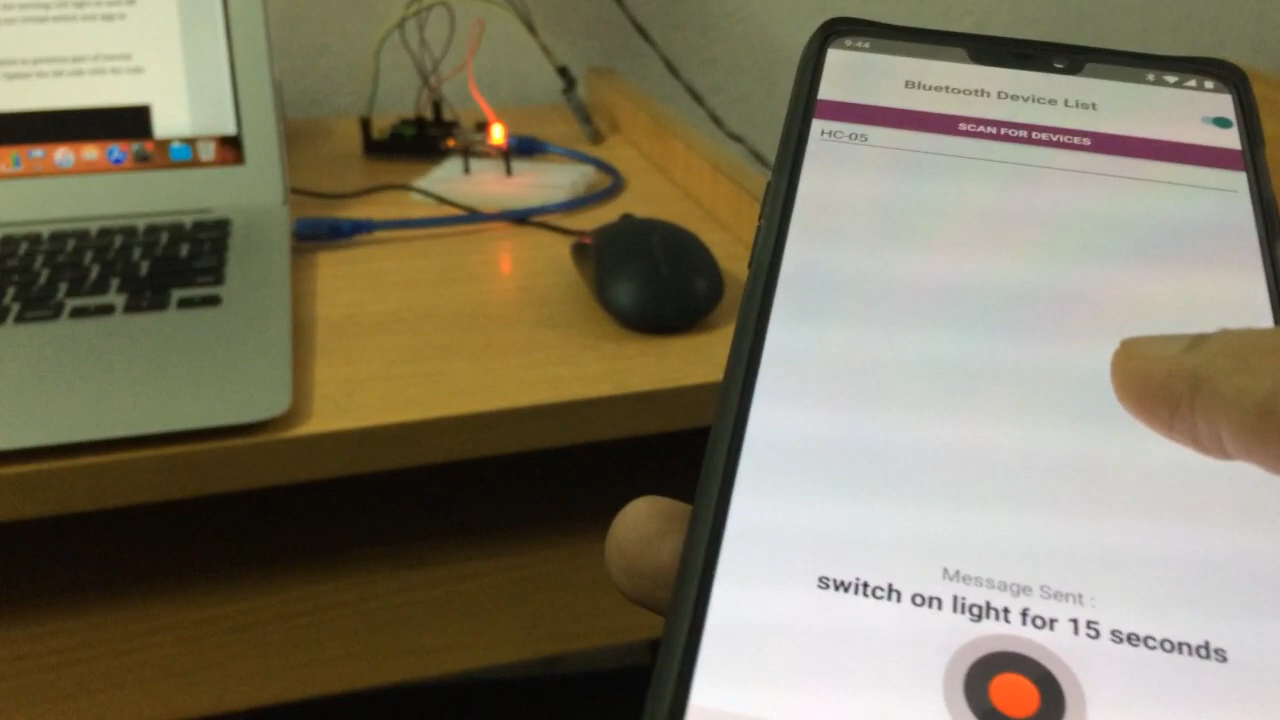 9:44
Bluetooth Device List
SCAN FOR DEVICES
HC-05
Message Sent :
switch on light for 15 seconds